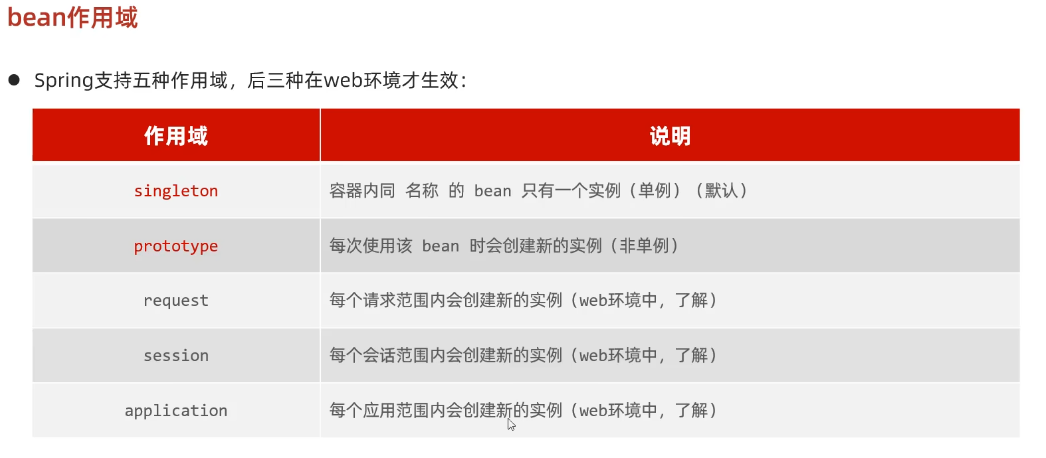 bean作用域
● Spring支持五种作用域，后三种在web环境才生效：
作用域 说明
singleton 容器内同 名称 的 bean 只有一个实例（单例）（默认）
prototype 每次使用该 bean 时会创建新的实例（非单例）
request 每个请求范围内会创建新的实例（web环境中，了解）
session 每个会话范围内会创建新的实例（web环境中，了解）
application 每个应用范围内会创建新的实例（web环境中，了解）